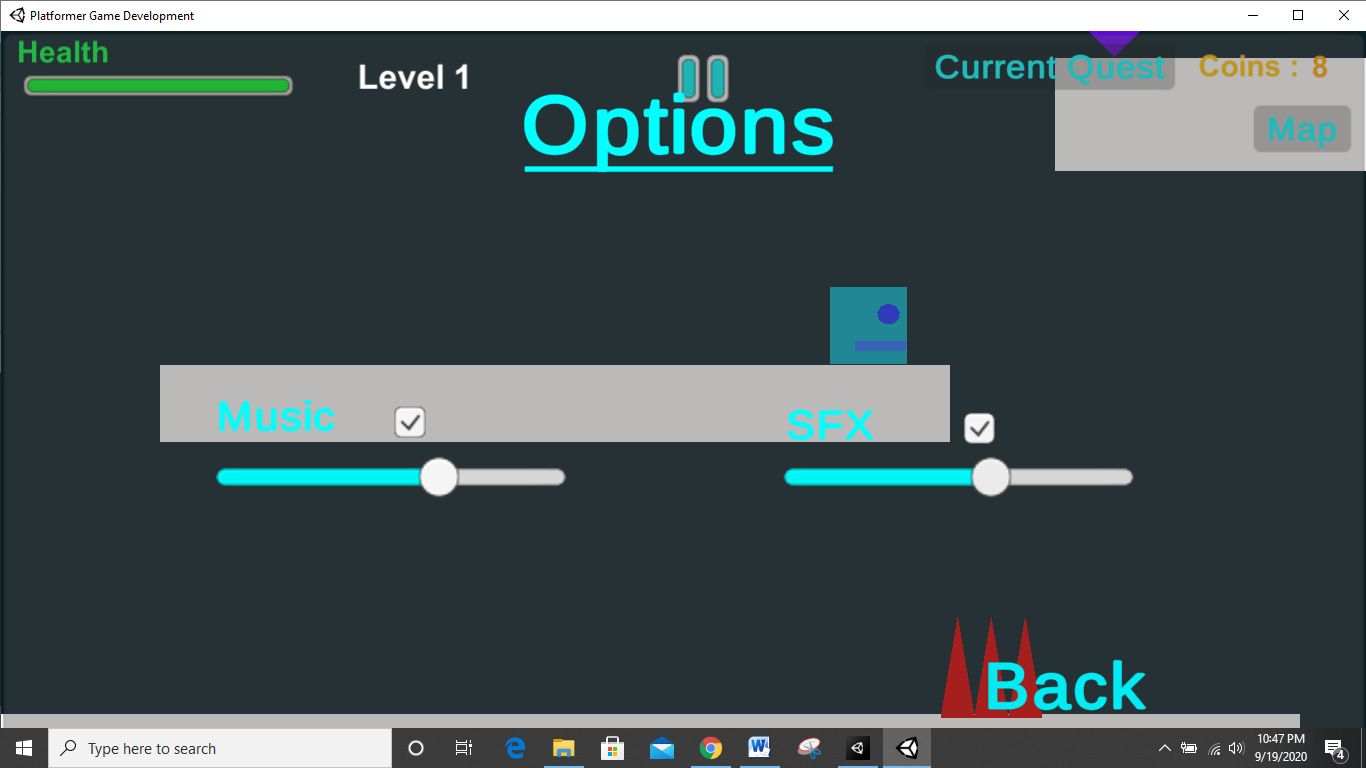 Platformer Game Development
Health
Level 1
Current Quest
Coins : 8
Options
Map
Music
SFX
Back
Type here to search
10:47 PM
9/19/2020
4